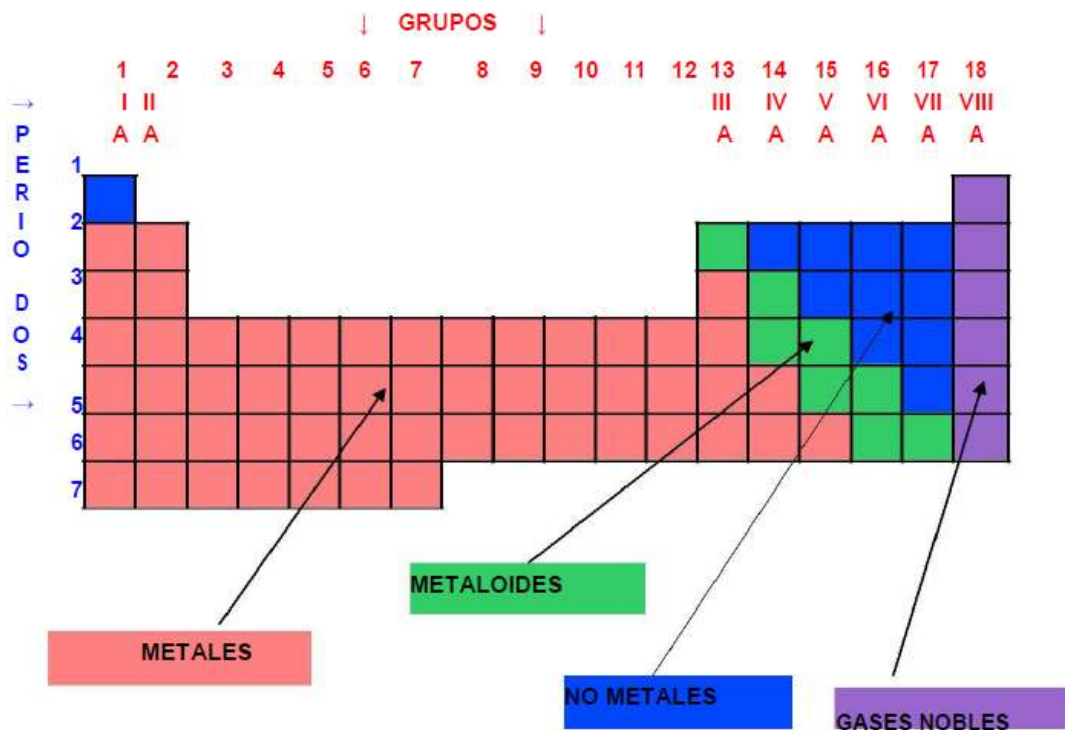 ↓ GRUPOS ↓
1 2 3 4 5 6 7 8 9 10 11 12 13 14 15 16 17 18
I II III IV V VI VII VIII
A A A A A A A A
→ PERIO DOS →
1
2
3
4
5
6
7
METALOIDES
METALES
NO METALES
GASES NOBLES